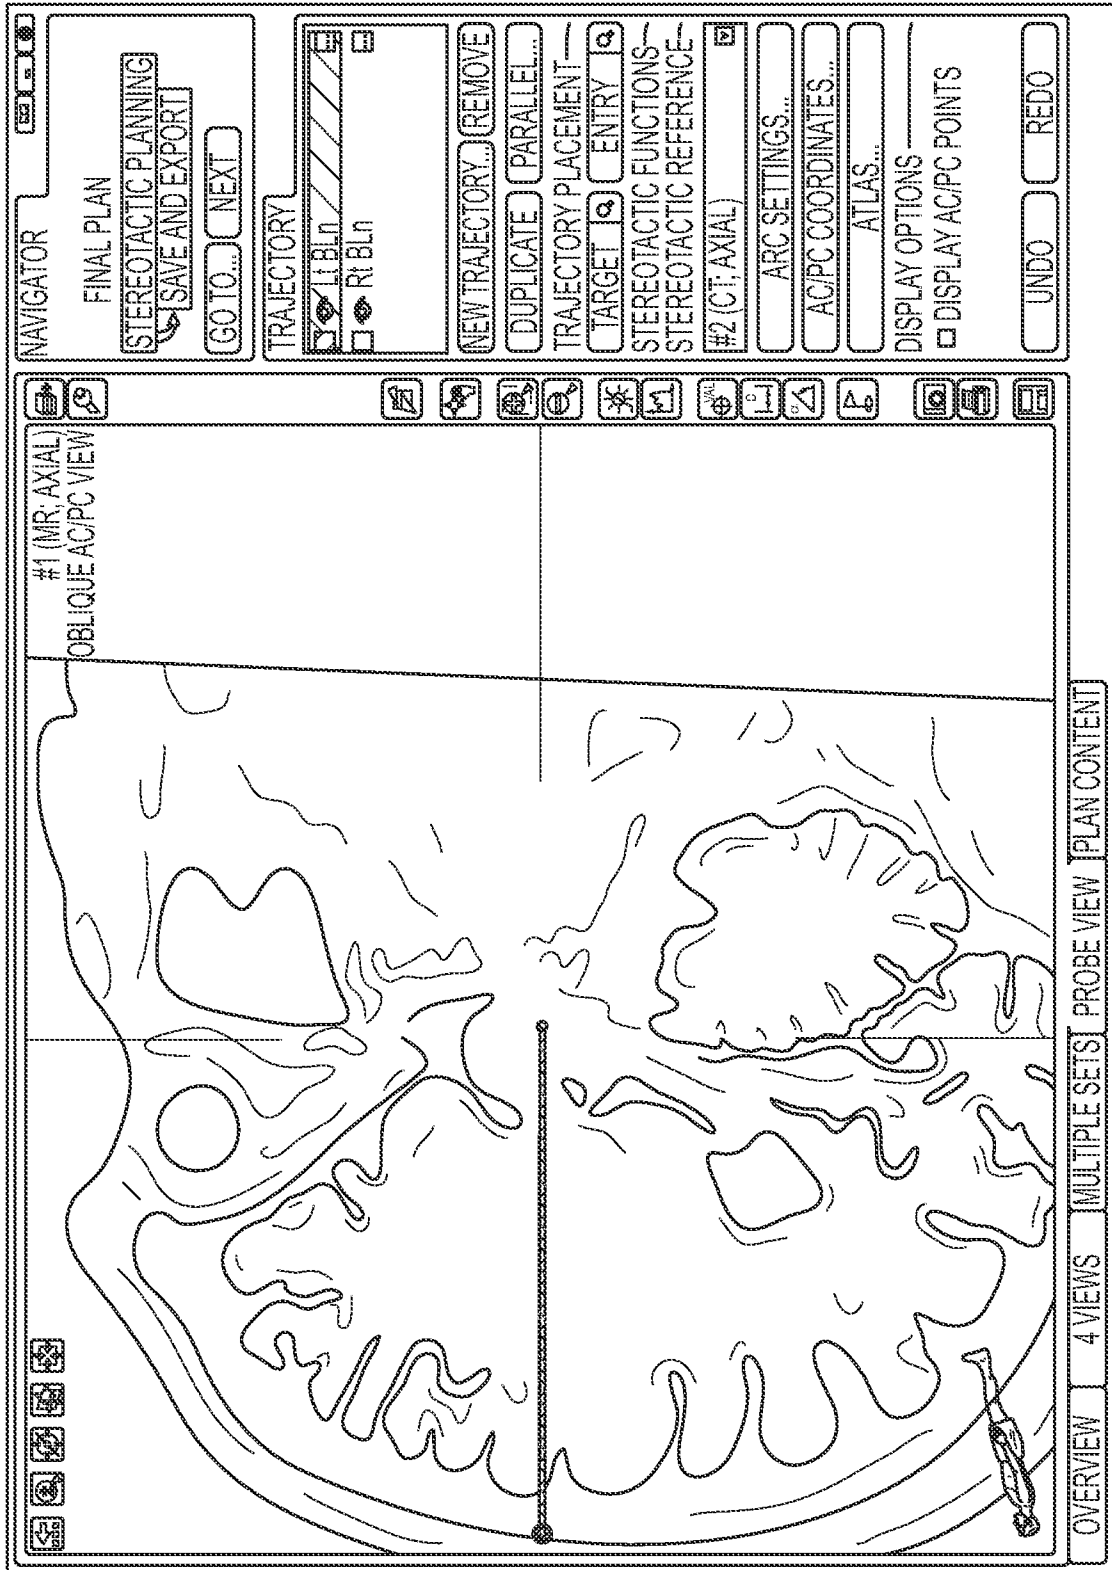 #1 (MR; AXIAL)
OBLIQUE AC/PC VIEW
NAVIGATOR
FINAL PLAN
STEREOTACTIC PLANNING
SAVE AND EXPORT
GO TO... NEXT
TRAJECTORY
Lt BLn
Rt BLn
NEW TRAJECTORY... REMOVE
DUPLICATE PARALLEL...
TRAJECTORY PLACEMENT
TARGET ENTRY
STEREOTACTIC FUNCTIONS
STEREOTACTIC REFERENCE
#2 (CT; AXIAL)
ARC SETTINGS...
AC/PC COORDINATES...
ATLAS...
DISPLAY OPTIONS
DISPLAY AC/PC POINTS
UNDO REDO
OVERVIEW 4 VIEWS MULTIPLE SETS PROBE VIEW PLAN CONTENT